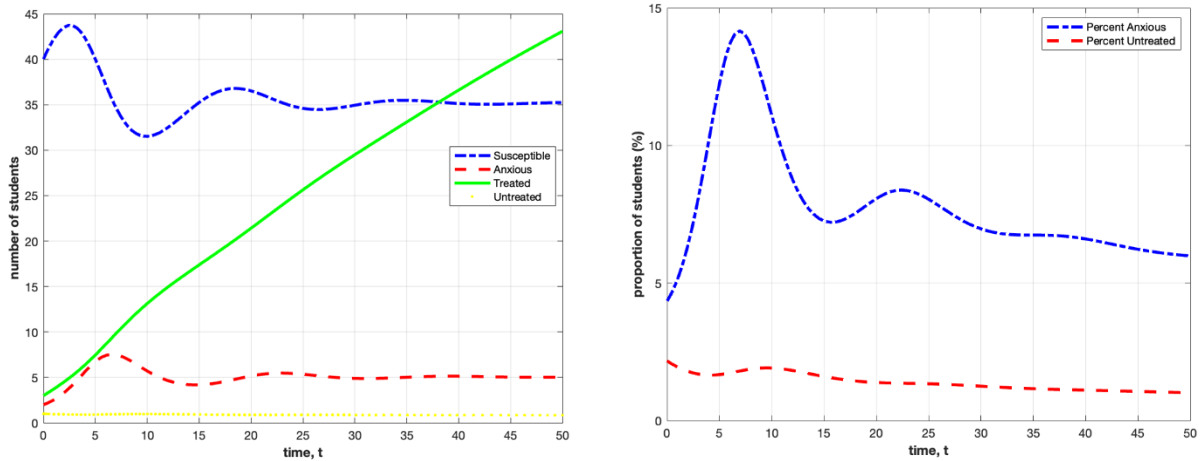 number of students
45
40
35
30
25
20
15
10
5
0
Susceptible
Anxious
Treated
Untreated
0 5 10 15 20 25 30 35 40 45 50
time, t
proportion of students (%)
15
10
5
0
Percent Anxious
Percent Untreated
0 5 10 15 20 25 30 35 40 45 50
time, t